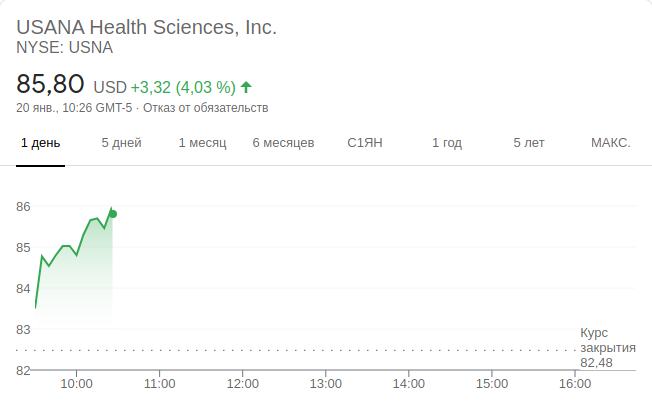 USANA Health Sciences, Inc.
NYSE: USNA
85,80 USD +3,32 (4,03 %)
20 янв., 10:26 GMT-5 · Отказ от обязательств
1 день 5 дней 1 месяц 6 месяцев С1ЯН 1 год 5 лет МАКС.
86
85
84
83
82
Курс
закрытия
82,48
10:00 11:00 12:00 13:00 14:00 15:00 16:00